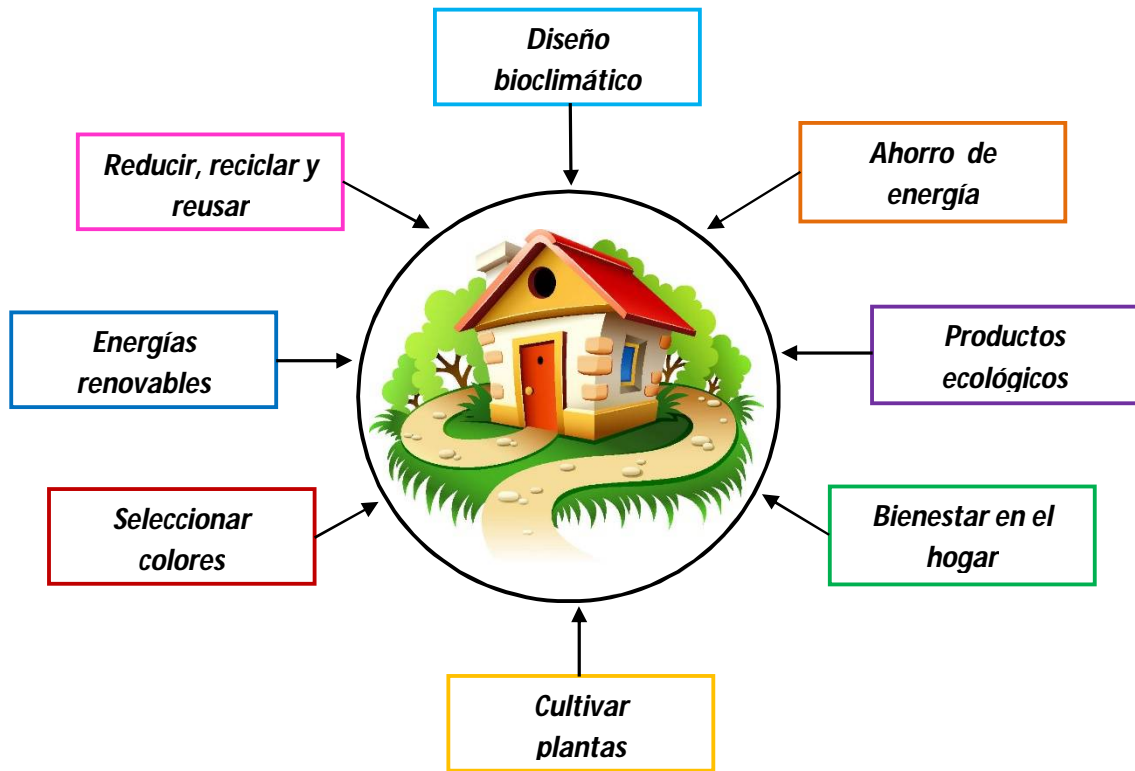 Diseño
bioclimático
Reducir, reciclar y
reusar
Ahorro de
energía
Energías
renovables
Productos
ecológicos
Seleccionar
colores
Bienestar en el
hogar
Cultivar
plantas